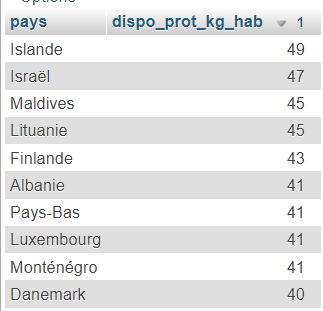 Options
pays dispo_prot_kg_hab 1
Islande 49
Israël 47
Maldives 45
Lituanie 45
Finlande 43
Albanie 41
Pays-Bas 41
Luxembourg 41
Monténégro 41
Danemark 40